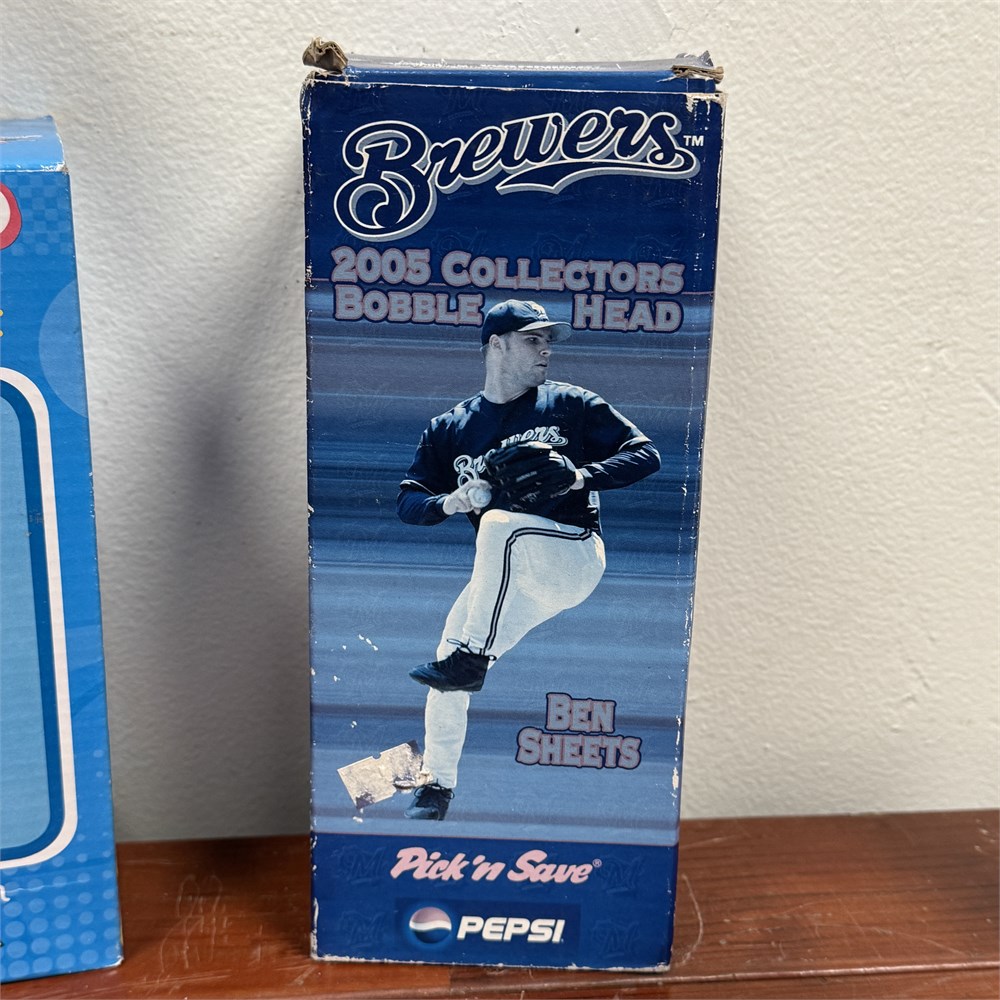 Brewers™
2005 COLLECTORS
BOBBLE HEAD
Brewers
BEN
SHEETS
Pick 'n Save®
PEPSI